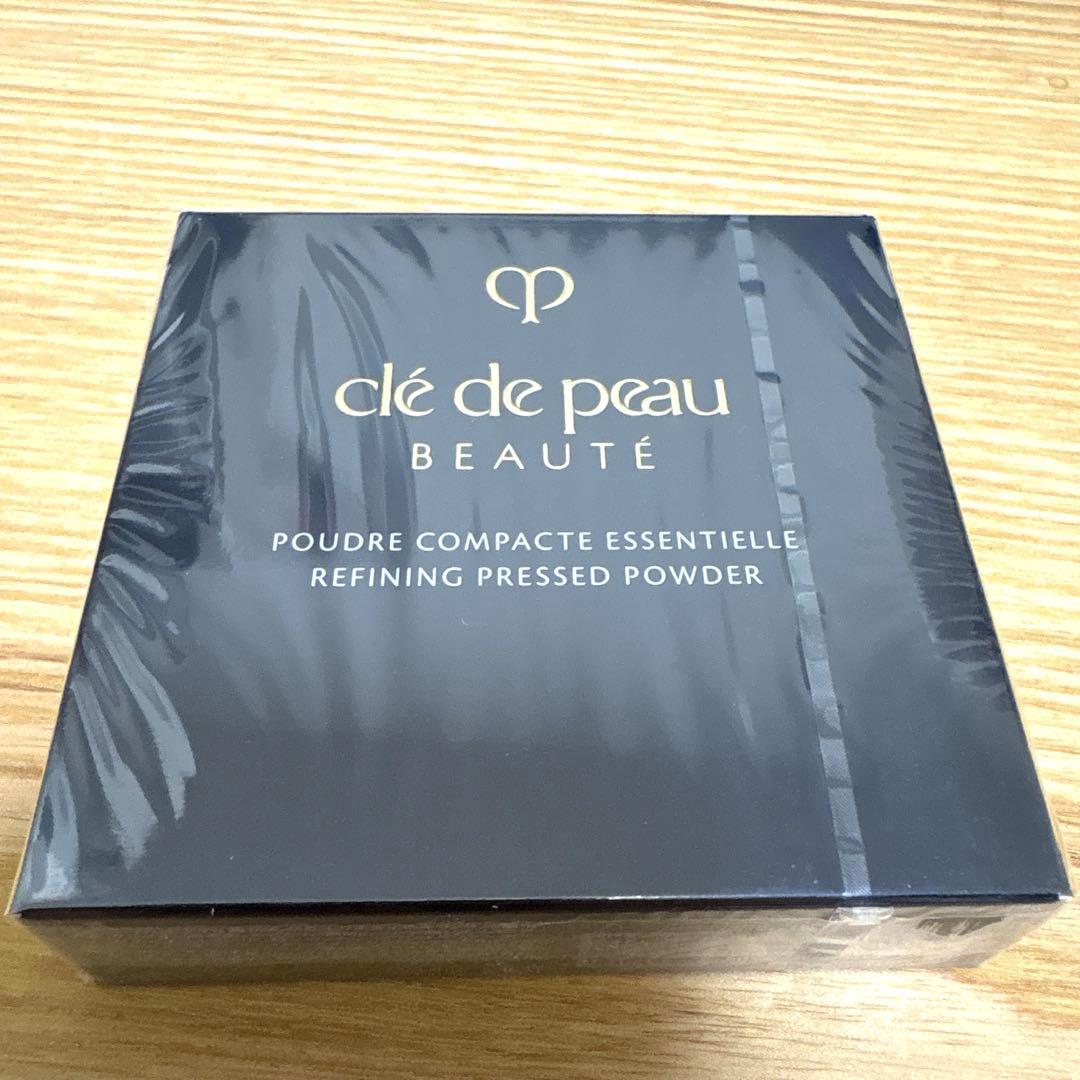 clé de peau
BEAUTÉ
POUDRE COMPACTE ESSENTIELLE
REFINING PRESSED POWDER